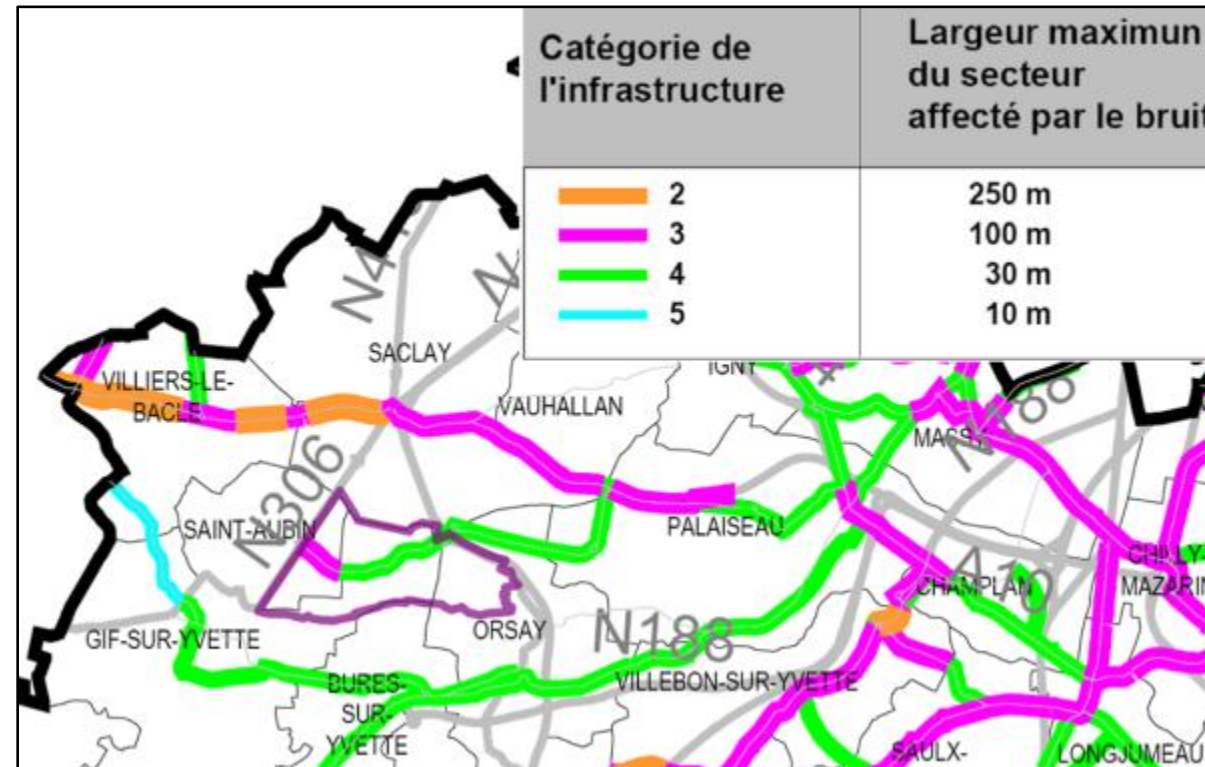 Catégorie de
l'infrastructure
Largeur maximun
du secteur
affecté par le bruit
2 250 m
3 100 m
4 30 m
5 10 m
SACLAY
IGNY
VILLIERS-LE-
BACLE
VAUHALLAN
MASSY
N188
N306
SAINT-AUBIN
PALAISEAU
CHAMPLAN
A10
CHILLY-
MAZARIN
GIF-SUR-YVETTE
ORSAY
N188
BURES-
SUR-
YVETTE
VILLEBON-SUR-YVETTE
SAULX-
LONGJUMEAU